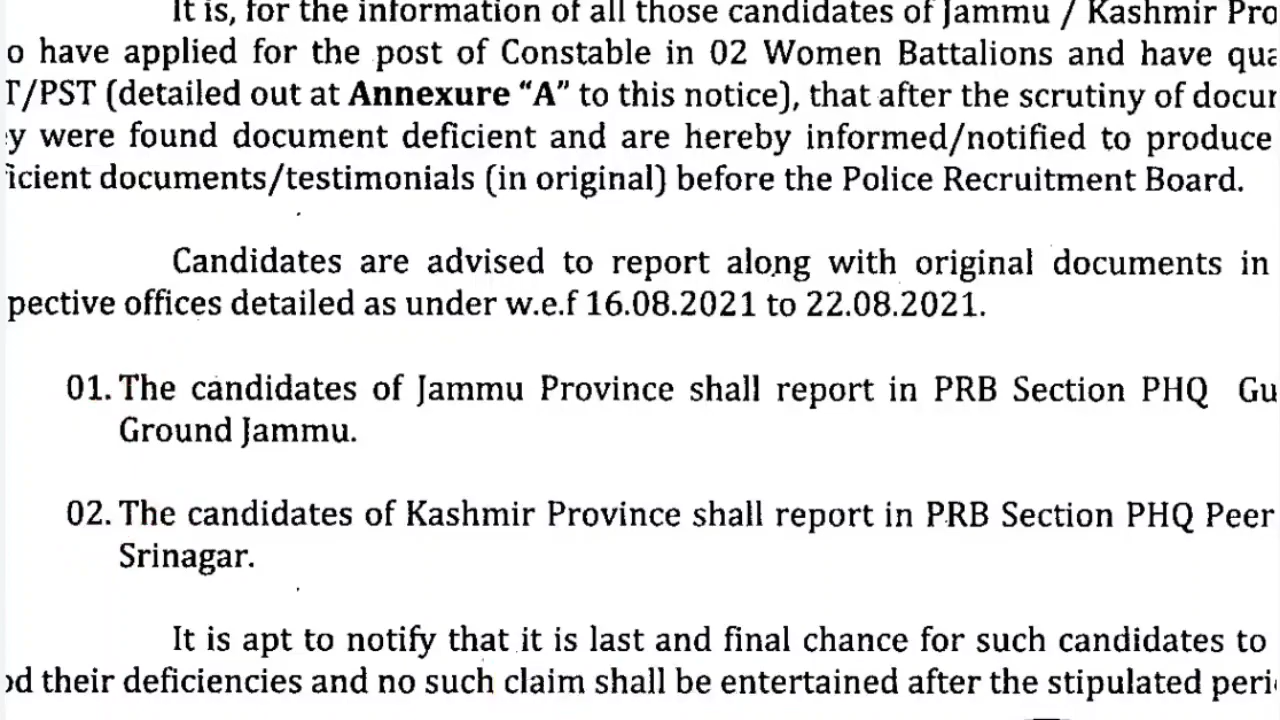 It is, for the information of all those candidates of Jammu / Kashmir Pro
o have applied for the post of Constable in 02 Women Battalions and have qua
T/PST (detailed out at Annexure “A” to this notice), that after the scrutiny of docu
y were found document deficient and are hereby informed/notified to produce
icient documents/testimonials (in original) before the Police Recruitment Board.
Candidates are advised to report along with original documents in
pective offices detailed as under w.e.f 16.08.2021 to 22.08.2021.
01. The candidates of Jammu Province shall report in PRB Section PHQ Gu
Ground Jammu.
02. The candidates of Kashmir Province shall report in PRB Section PHQ Peer
Srinagar.
It is apt to notify that it is last and final chance for such candidates to
od their deficiencies and no such claim shall be entertained after the stipulated peri